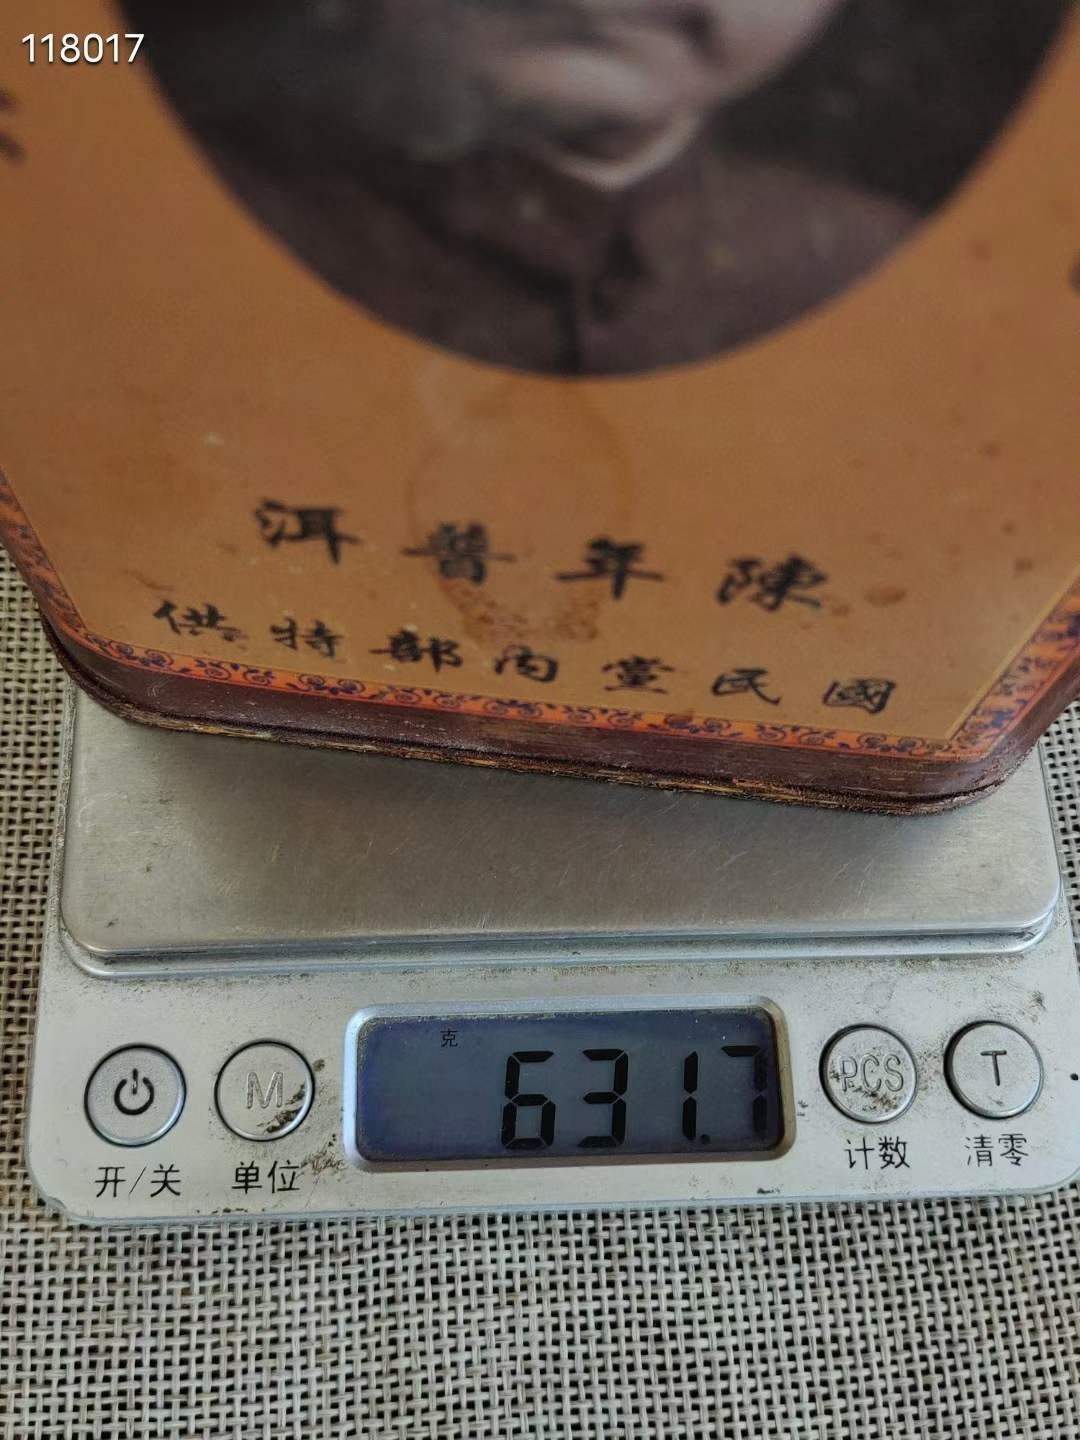 118017
陳年普洱
國民黨内部特供
克
631.7
M
PCS
T
开/关
单位
计数
清零